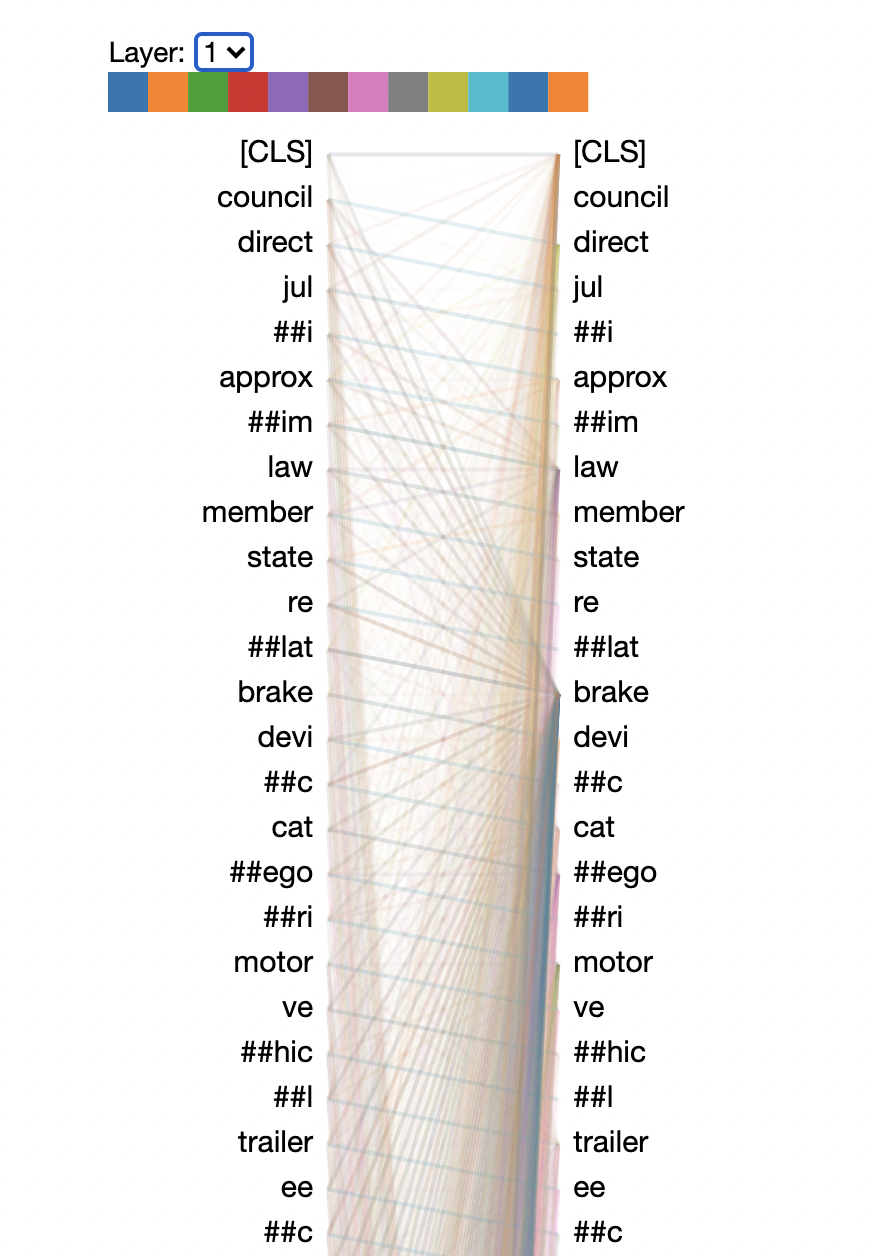 Layer: 1
[CLS] [CLS]
council council
direct direct
jul jul
##i ##i
approx approx
##im ##im
law law
member member
state state
re re
##lat ##lat
brake brake
devi devi
##c ##c
cat cat
##ego ##ego
##ri ##ri
motor motor
ve ve
##hic ##hic
##l ##l
trailer trailer
ee ee
##c ##c